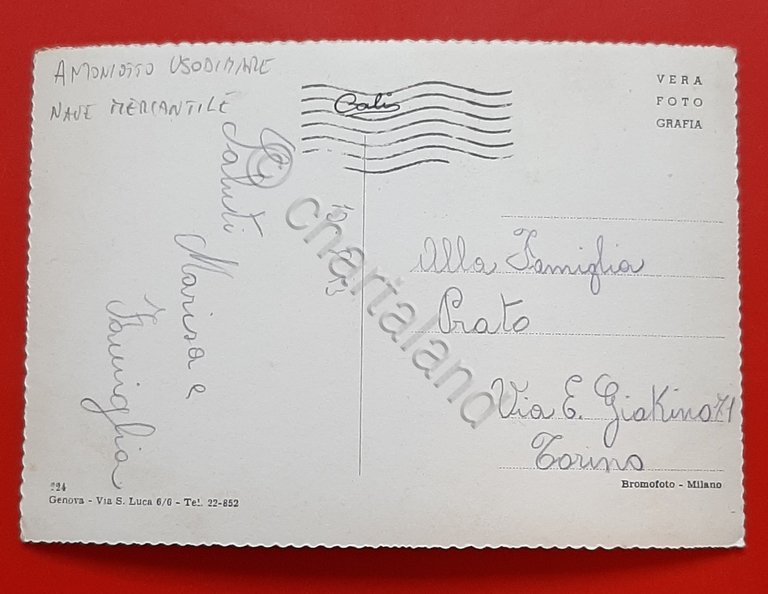 ANTONIOTTO USODIMARE
NAVE MERCANTILE
VERA
FOTO
GRAFIA
Saluti
Marisa e
Famiglia
Alla Famiglia
Prato
Via E. Giakino 71
Torino
© chartaland
224
Genova - Via S. Luca 6/6 - Tel. 22-852
Bromofoto - Milano